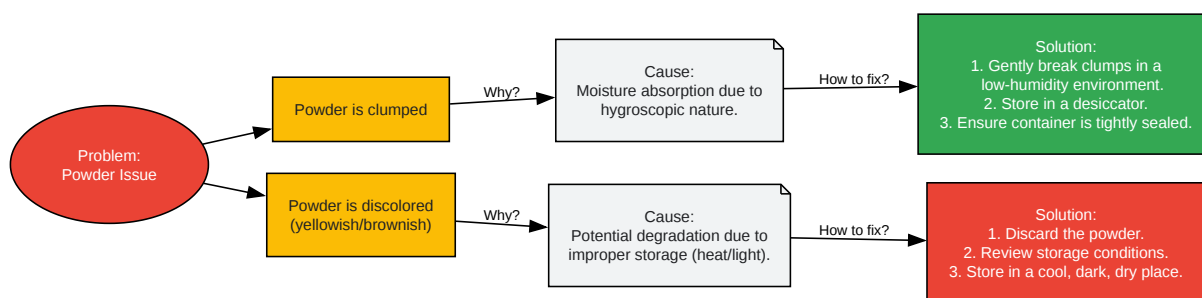 Problem:
Powder Issue
Powder is clumped
Why?
Cause:
Moisture absorption due to
hygroscopic nature.
How to fix?
Solution:
1. Gently break clumps in a
low-humidity environment.
2. Store in a desiccator.
3. Ensure container is tightly sealed.
Powder is discolored
(yellowish/brownish)
Why?
Cause:
Potential degradation due to
improper storage (heat/light).
How to fix?
Solution:
1. Discard the powder.
2. Review storage conditions.
3. Store in a cool, dark, dry place.